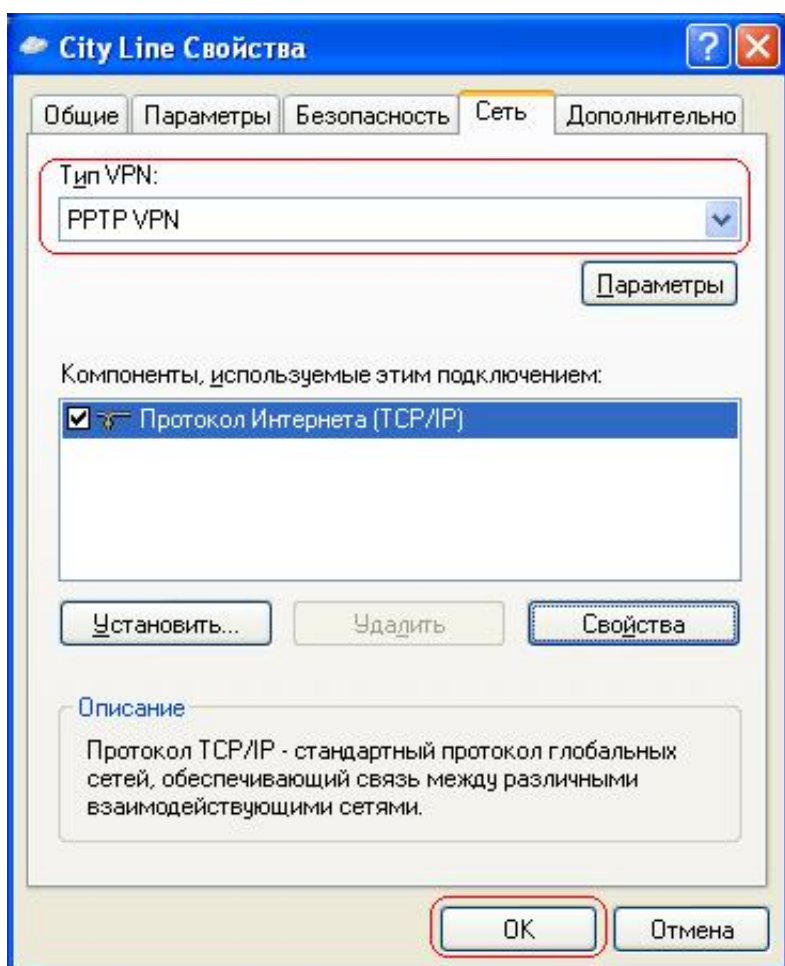 City Line Свойства
Общие
Параметры
Безопасность
Сеть
Дополнительно
Тип VPN:
PPTP VPN
Параметры
Компоненты, используемые этим подключением:
Протокол Интернета (TCP/IP)
Установить...
Удалить
Свойства
Описание
Протокол TCP/IP - стандартный протокол глобальных
сетей, обеспечивающий связь между различными
взаимодействующими сетями.
OK
Отмена